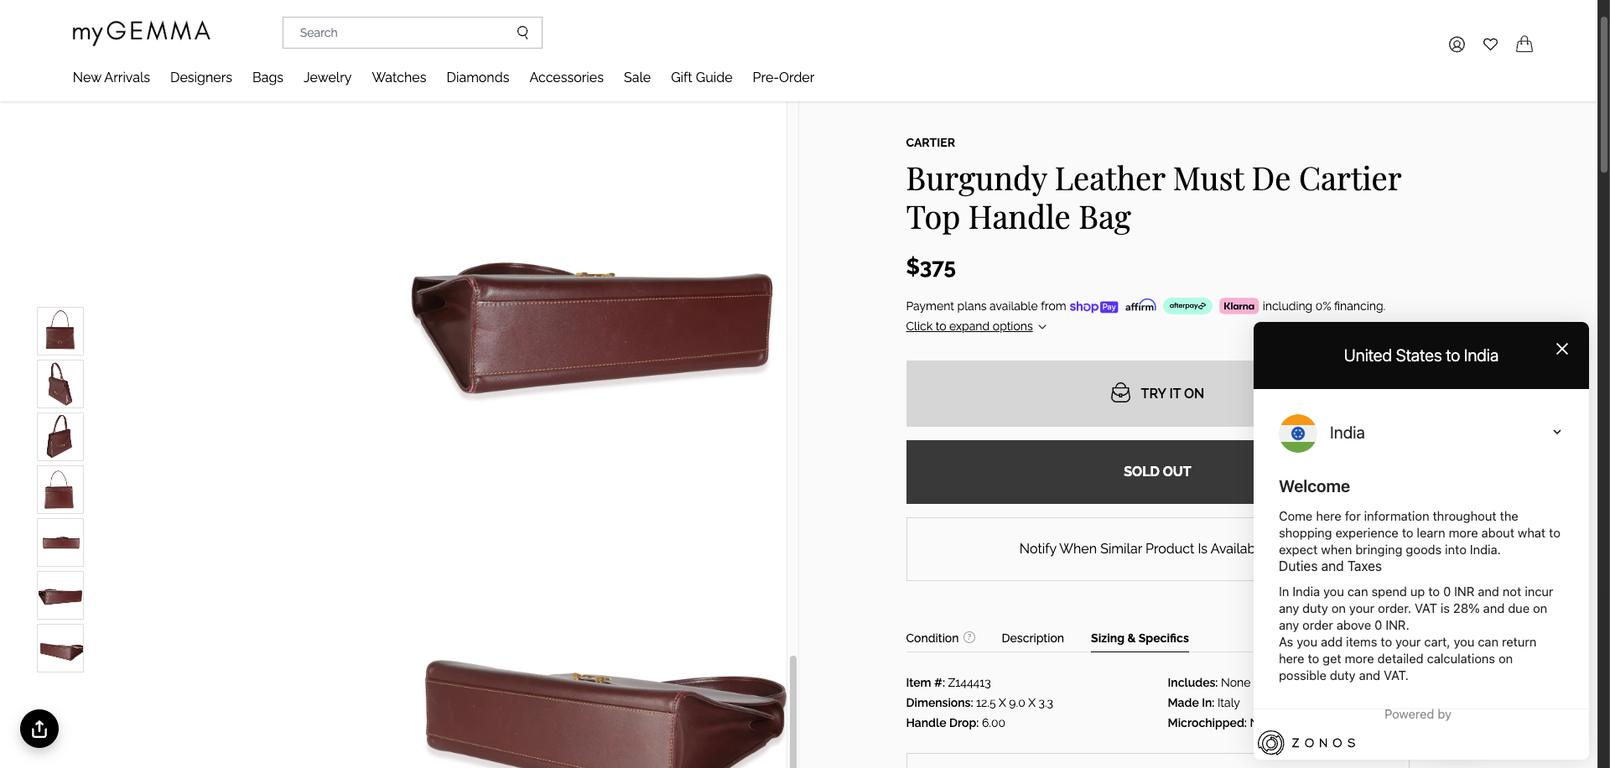 myGEMMA
Search
New Arrivals Designers Bags Jewelry Watches Diamonds Accessories Sale Gift Guide Pre-Order
CARTIER
Burgundy Leather Must De Cartier
Top Handle Bag
$375
Payment plans available from shop Pay affirm afterpay Klarna including 0% financing.
Click to expand options
TRY IT ON
SOLD OUT
Notify When Similar Product Is Availab
Condition ? Description Sizing & Specifics
Item #: Z144413
Dimensions: 12.5 X 9.0 X 3.3
Handle Drop: 6.00
Includes: None
Made In: Italy
Microchipped:
United States to India
India
Welcome
Come here for information throughout the
shopping experience to learn more about what to
expect when bringing goods into India.
Duties and Taxes
In India you can spend up to 0 INR and not incur
any duty on your order. VAT is 28% and due on
any order above 0 INR.
As you add items to your cart, you can return
here to get more detailed calculations on
possible duty and VAT.
Powered by
ZONOS